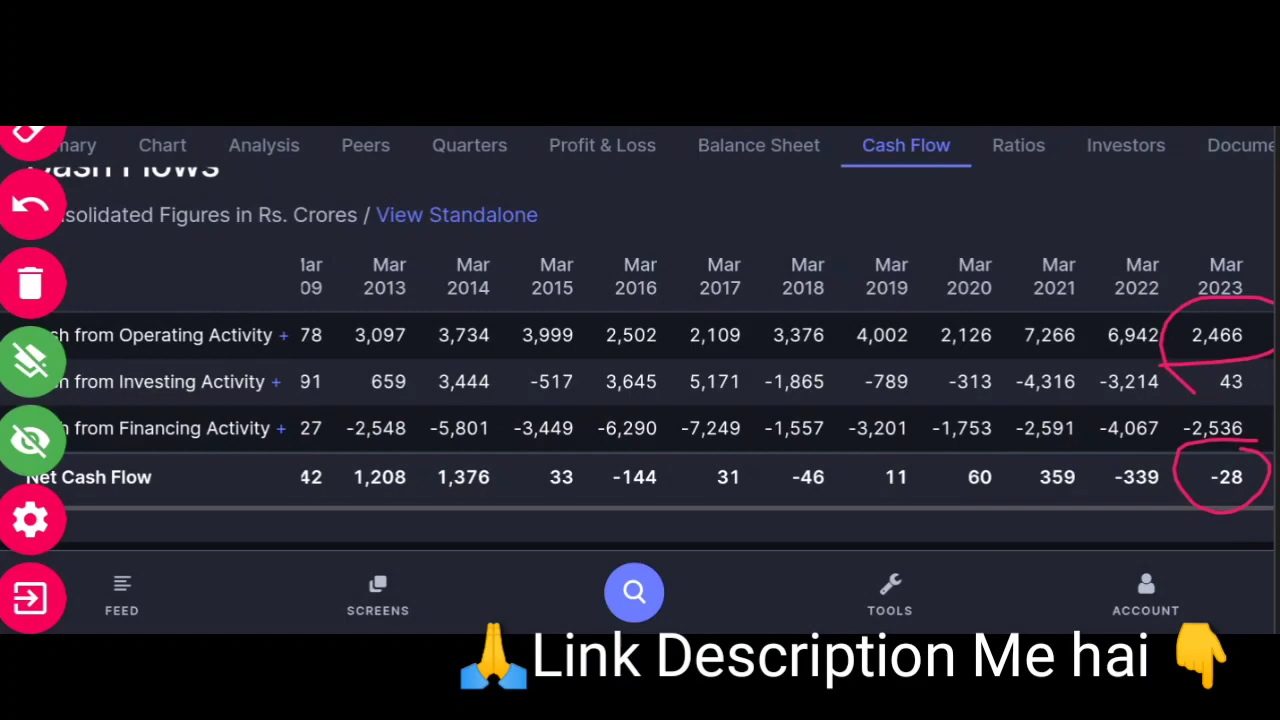 mary Chart Analysis Peers Quarters Profit & Loss Balance Sheet Cash Flow Ratios Investors Docume
Cash Flows
solidated Figures in Rs. Crores / View Standalone
Mar Mar Mar Mar Mar Mar Mar Mar Mar Mar Mar
09 2013 2014 2015 2016 2017 2018 2019 2020 2021 2022 2023
sh from Operating Activity + 78 3,097 3,734 3,999 2,502 2,109 3,376 4,002 2,126 7,266 6,942 2,466
h from Investing Activity + 91 659 3,444 -517 3,645 5,171 -1,865 -789 -313 -4,316 -3,214 43
h from Financing Activity + 27 -2,548 -5,801 -3,449 -6,290 -7,249 -1,557 -3,201 -1,753 -2,591 -4,067 -2,536
Net Cash Flow 42 1,208 1,376 33 -144 31 -46 11 60 359 -339 -28
FEED SCREENS TOOLS ACCOUNT
🙏Link Description Me hai 👇